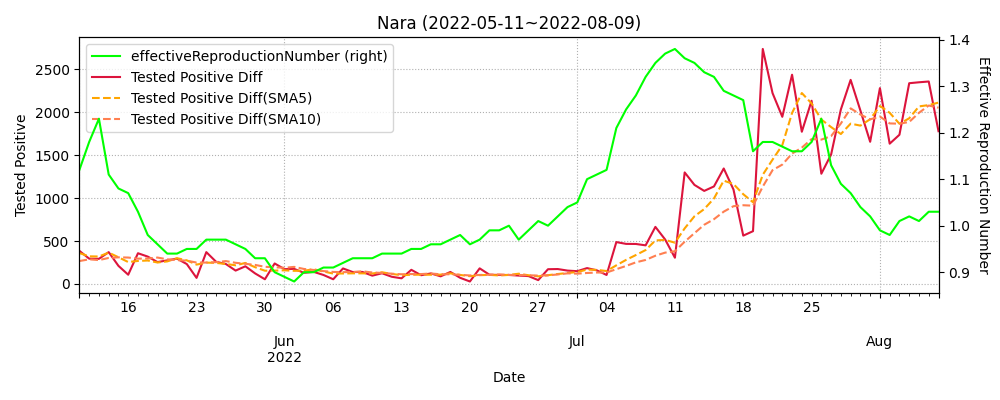 Nara (2022-05-11~2022-08-09)
effectiveReproductionNumber (right)
Tested Positive Diff
Tested Positive Diff(SMA5)
Tested Positive Diff(SMA10)
Tested Positive
2500
2000
1500
1000
500
0
1.4
1.3
1.2
1.1
1.0
0.9
Effective Reproduction Number
16 23 30 06 13 20 27 04 11 18 25
Jun Jul Aug
2022
Date